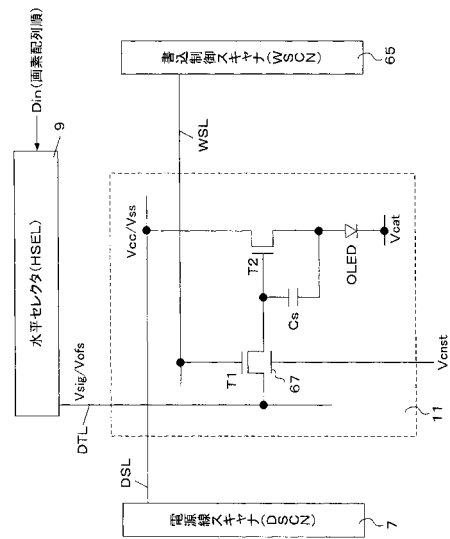 Din(画素配列順)
9
水平セレクタ(HSEL)
Vsig/Vofs
DTL
DSL
電源線スキャナ(DSCN)
7
書込制御スキャナ(WSCN)
65
WSL
Vcc/Vss
T2
Cs
OLED
Vcat
T1
67
Vcnst
11